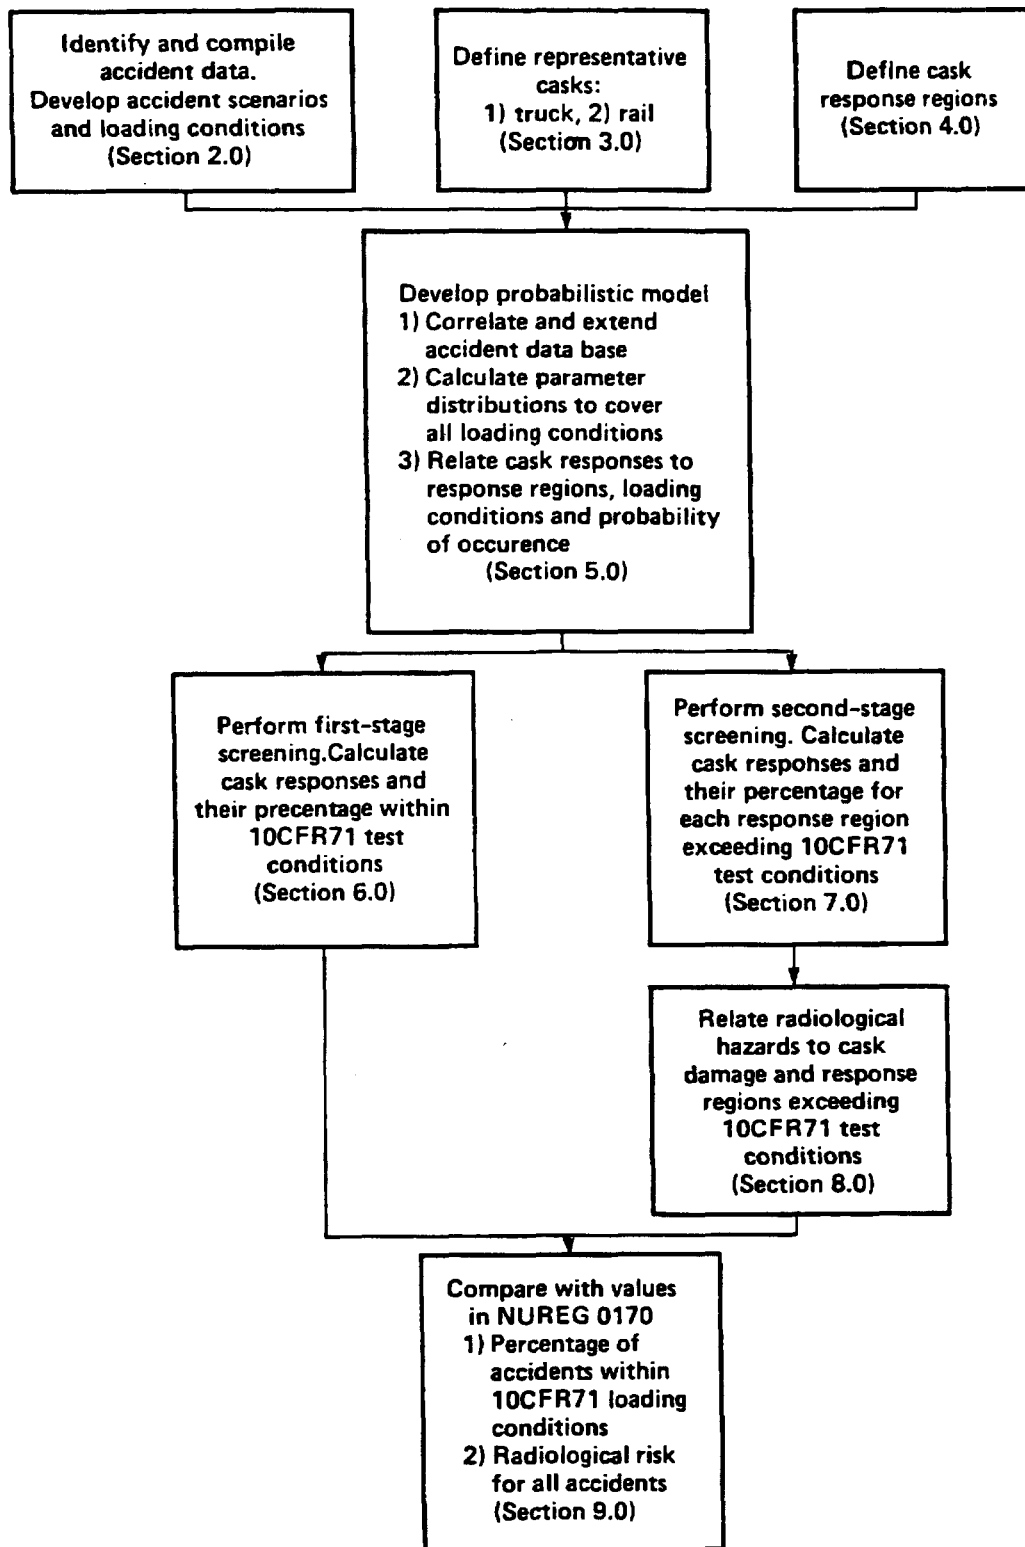 Identify and compile
accident data.
Develop accident scenarios
and loading conditions
(Section 2.0)
Define representative
casks:
1) truck, 2) rail
(Section 3.0)
Define cask
response regions
(Section 4.0)
Develop probabilistic model
1) Correlate and extend
accident data base
2) Calculate parameter
distributions to cover
all loading conditions
3) Relate cask responses to
response regions, loading
conditions and probability
of occurence
(Section 5.0)
Perform first-stage
screening.Calculate
cask responses and
their precentage within
10CFR71 test
conditions
(Section 6.0)
Perform second-stage
screening. Calculate
cask responses and
their percentage for
each response region
exceeding 10CFR71
test conditions
(Section 7.0)
Relate radiological
hazards to cask
damage and response
regions exceeding
10CFR71 test
conditions
(Section 8.0)
Compare with values
in NUREG 0170
1) Percentage of
accidents within
10CFR71 loading
conditions
2) Radiological risk
for all accidents
(Section 9.0)